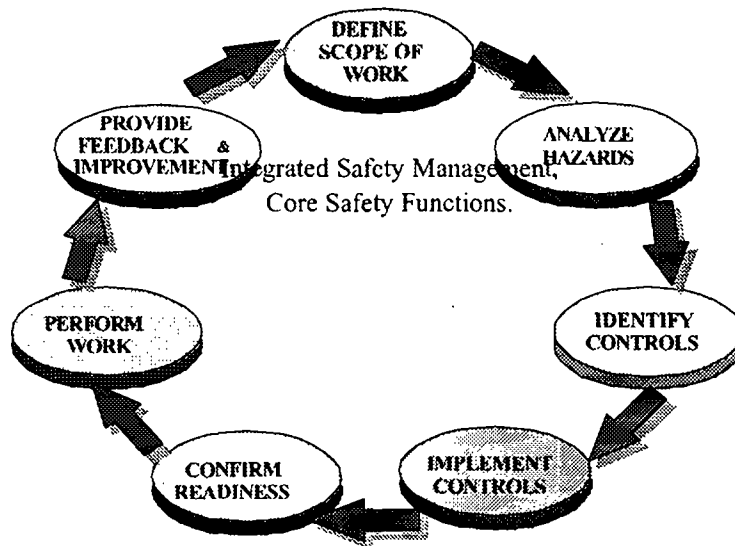 DEFINE
SCOPE OF
WORK
ANALYZE
HAZARDS
IDENTIFY
CONTROLS
IMPLEMENT
CONTROLS
CONFIRM
READINESS
PERFORM
WORK
PROVIDE
FEEDBACK &
IMPROVEMENT
Integrated Safety Management,
Core Safety Functions.